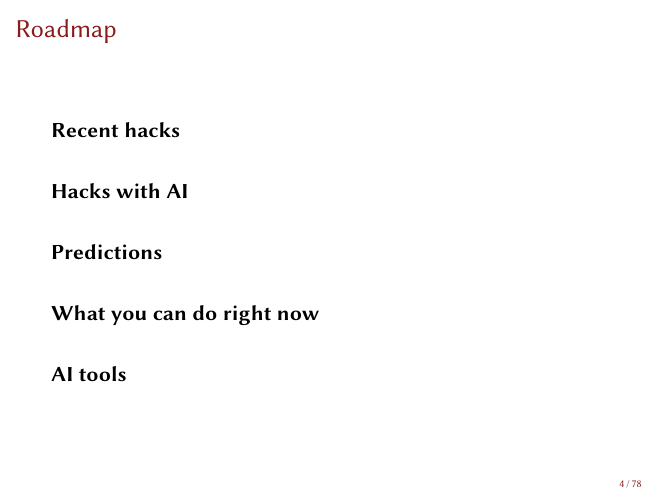 Roadmap
Recent hacks
Hacks with AI
Predictions
What you can do right now
AI tools
4 / 78